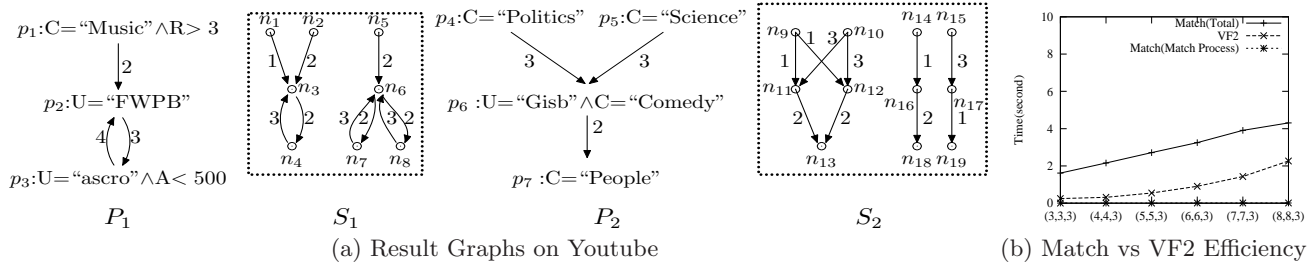 p1:C="Music"∧R> 3
2
p2:U="FWPB"
4 3
p3:U="ascro"∧A< 500
P1
n1 n2 n5
1 2 2
n3 n6
3 2 3 2 3 2
n4 n7 n8
S1
p4:C="Politics" p5:C="Science"
3 3
p6 :U="Gisb"∧C="Comedy"
2
p7 :C="People"
P2
n9 n10 n14 n15
1 1 3 3 1 3
n11 n12 n16 n17
2 2 2 1
n13 n18 n19
S2
(a) Result Graphs on Youtube
Match(Total)
VF2
Match(Match Process)
Time(second)
10
8
6
4
2
0
(3,3,3) (4,4,3) (5,5,3) (6,6,3) (7,7,3) (8,8,3)
(b) Match vs VF2 Efficiency